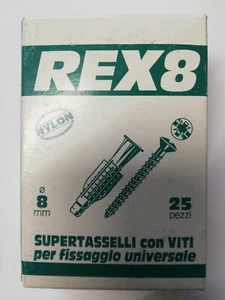 REX8
NYLON
Ø
8
mm
25
pezzi
SUPERTASSELLI con VITI
per fissaggio universale